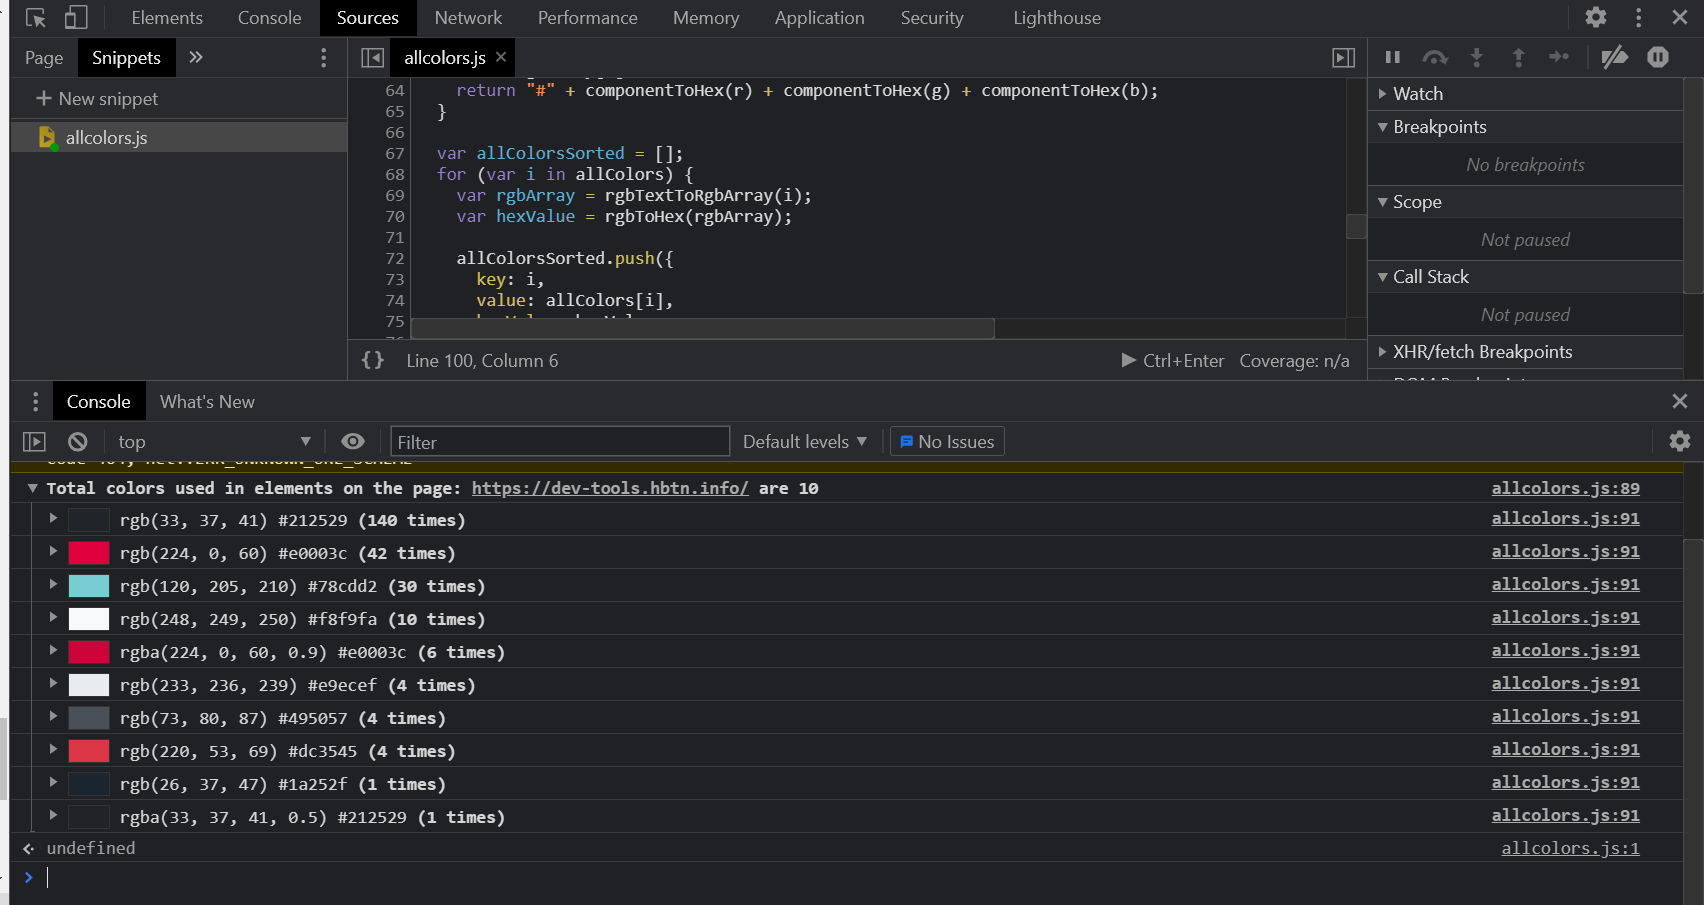 Elements Console Sources Network Performance Memory Application Security Lighthouse
Page Snippets
allcolors.js
New snippet
allcolors.js
64 return "#" + componentToHex(r) + componentToHex(g) + componentToHex(b);
65 }
66
67 var allColorsSorted = [];
68 for (var i in allColors) {
69 var rgbArray = rgbTextToRgbArray(i);
70 var hexValue = rgbToHex(rgbArray);
71
72 allColorsSorted.push({
73 key: i,
74 value: allColors[i],
75
{} Line 100, Column 6 Ctrl+Enter Coverage: n/a
Watch
Breakpoints
No breakpoints
Scope
Not paused
Call Stack
Not paused
XHR/fetch Breakpoints
Console What's New
top Filter Default levels No Issues
Total colors used in elements on the page: https://dev-tools.hbtn.info/ are 10 allcolors.js:89
rgb(33, 37, 41) #212529 (140 times) allcolors.js:91
rgb(224, 0, 60) #e0003c (42 times) allcolors.js:91
rgb(120, 205, 210) #78cdd2 (30 times) allcolors.js:91
rgb(248, 249, 250) #f8f9fa (10 times) allcolors.js:91
rgba(224, 0, 60, 0.9) #e0003c (6 times) allcolors.js:91
rgb(233, 236, 239) #e9ecef (4 times) allcolors.js:91
rgb(73, 80, 87) #495057 (4 times) allcolors.js:91
rgb(220, 53, 69) #dc3545 (4 times) allcolors.js:91
rgb(26, 37, 47) #1a252f (1 times) allcolors.js:91
rgba(33, 37, 41, 0.5) #212529 (1 times) allcolors.js:91
undefined allcolors.js:1